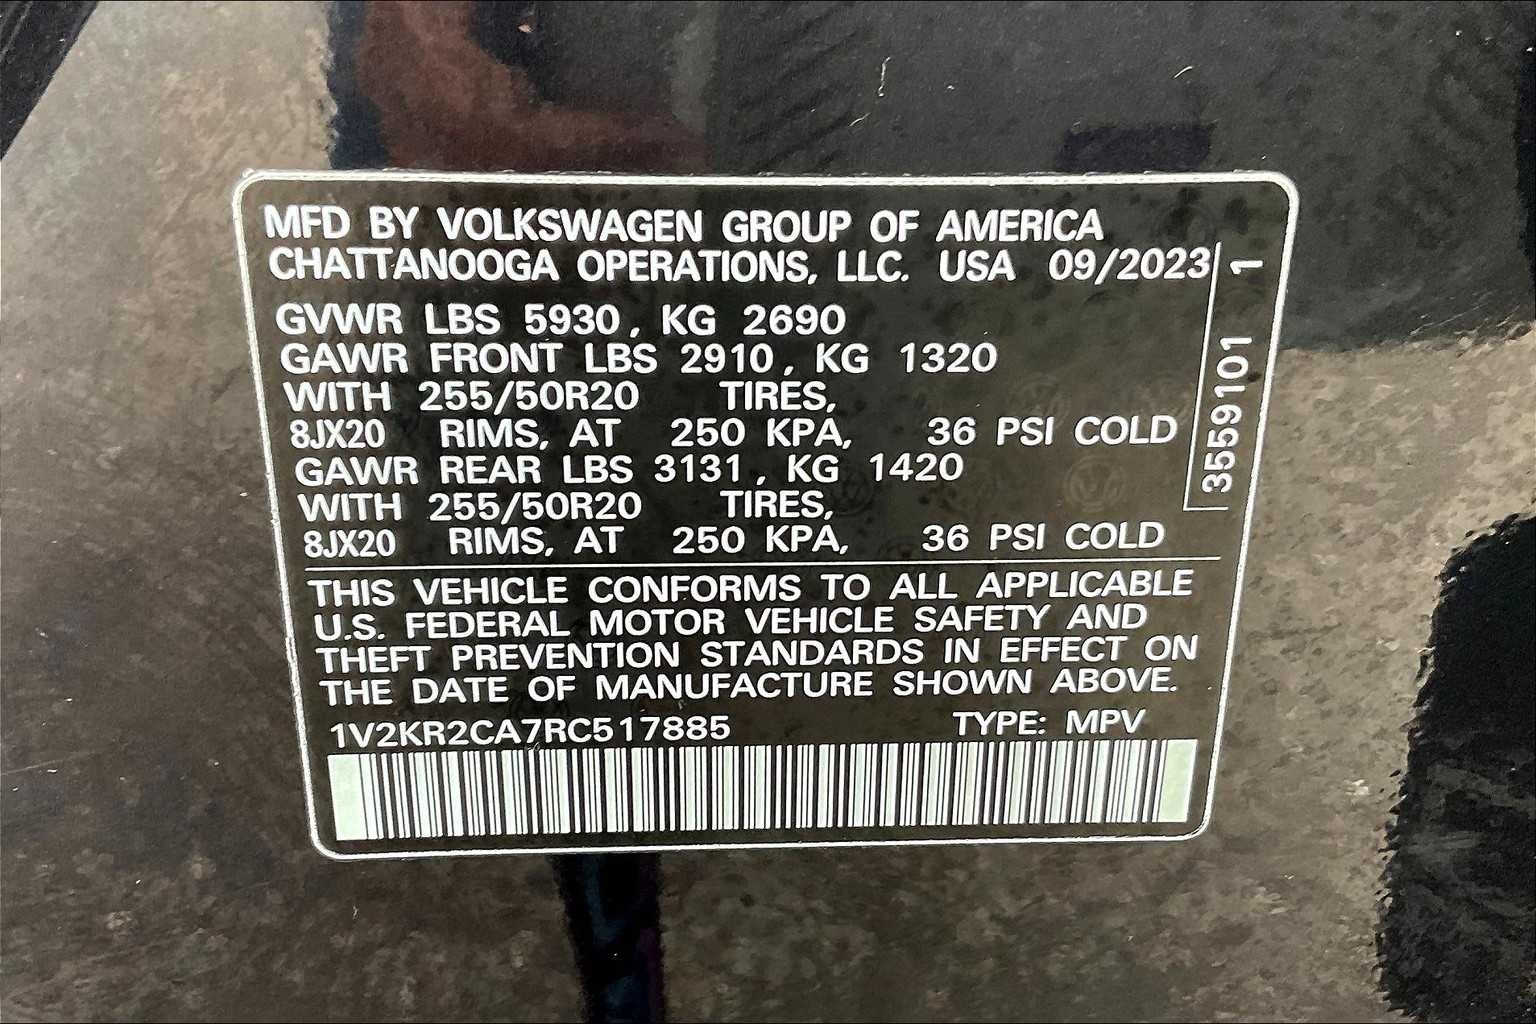 MFD BY VOLKSWAGEN GROUP OF AMERICA
CHATTANOOGA OPERATIONS, LLC. USA 09/2023
GVWR LBS 5930, KG 2690
GAWR FRONT LBS 2910, KG 1320
WITH 255/50R20 TIRES,
8JX20 RIMS, AT 250 KPA, 36 PSI COLD
GAWR REAR LBS 3131, KG 1420
WITH 255/50R20 TIRES,
8JX20 RIMS, AT 250 KPA, 36 PSI COLD
THIS VEHICLE CONFORMS TO ALL APPLICABLE
U.S. FEDERAL MOTOR VEHICLE SAFETY AND
THEFT PREVENTION STANDARDS IN EFFECT ON
THE DATE OF MANUFACTURE SHOWN ABOVE.
1V2KR2CA7RC517885 TYPE: MPV
3559101 1